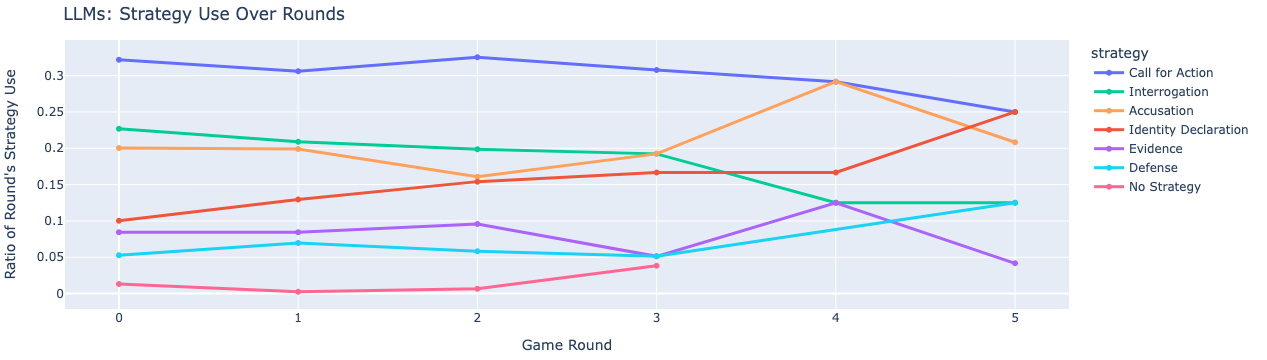 LLMs: Strategy Use Over Rounds
Ratio of Round's Strategy Use
0.3
0.25
0.2
0.15
0.1
0.05
0
0 1 2 3 4 5
Game Round
strategy
Call for Action
Interrogation
Accusation
Identity Declaration
Evidence
Defense
No Strategy